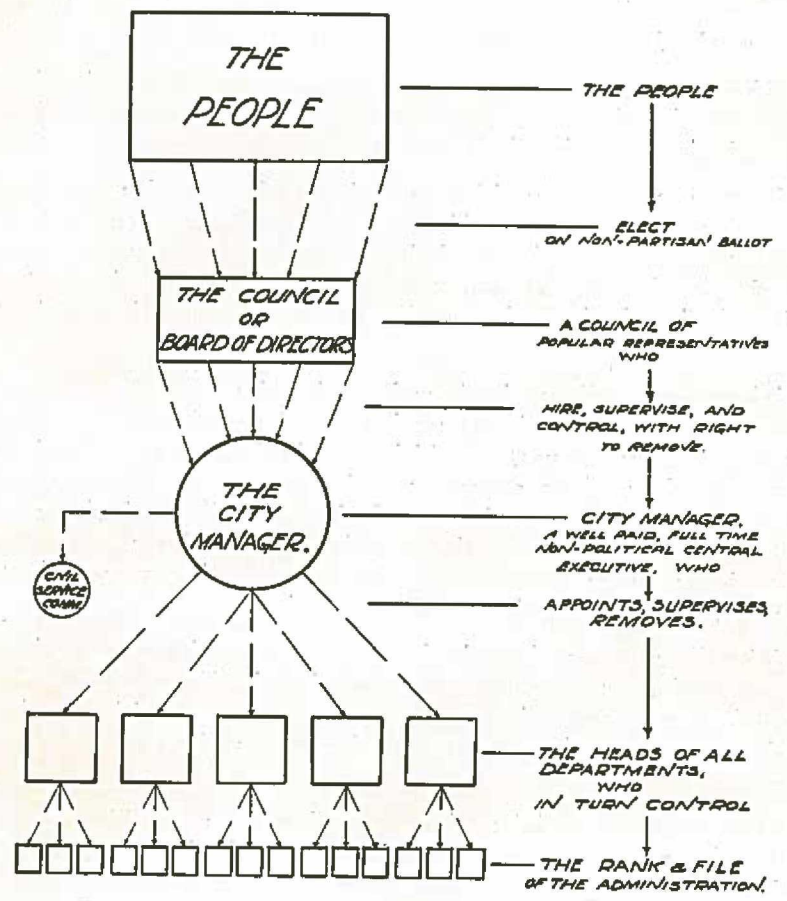 THE
PEOPLE
THE COUNCIL
OR
BOARD OF DIRECTORS
THE
CITY
MANAGER.
CIVIL
SERVICE
COMM.
THE PEOPLE
ELECT
ON NON-PARTISAN BALLOT
A COUNCIL OF
POPULAR REPRESENTATIVES
WHO
HIRE, SUPERVISE, AND
CONTROL, WITH RIGHT
TO REMOVE.
CITY MANAGER,
A WELL PAID, FULL TIME
NON-POLITICAL CENTRAL
EXECUTIVE, WHO
APPOINTS, SUPERVISES,
REMOVES.
THE HEADS OF ALL
DEPARTMENTS,
WHO
IN TURN CONTROL
THE RANK & FILE
OF THE ADMINISTRATION.